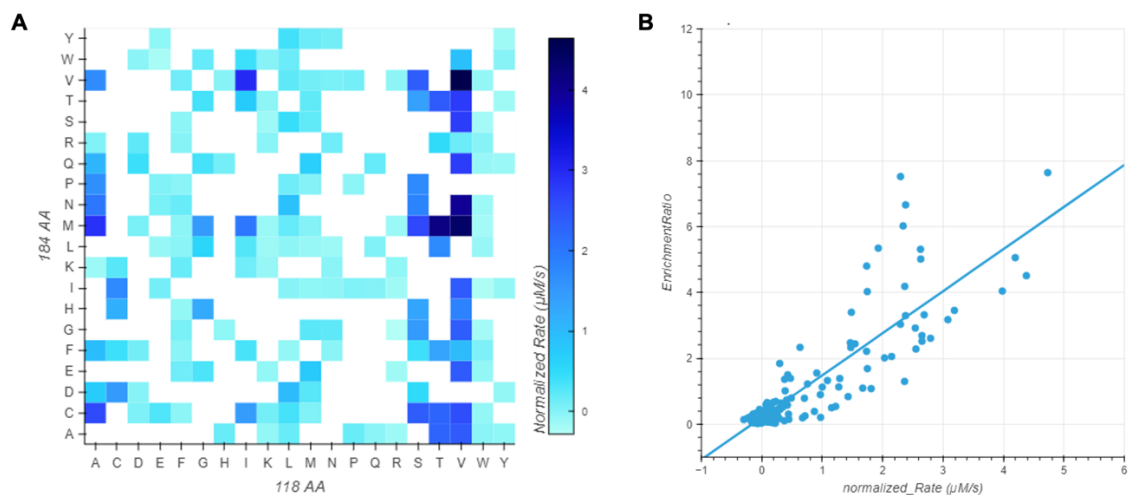 A
Y
W
V
T
S
R
Q
P
N
M
L
K
I
H
G
F
E
D
C
A
184 AA
A C D E F G H I K L M N P Q R S T V W Y
118 AA
4
3
2
1
0
Normalized Rate (μM/s)
B
12
10
8
6
4
2
0
EnrichmentRatio
−1 0 1 2 3 4 5 6
normalized_Rate (μM/s)